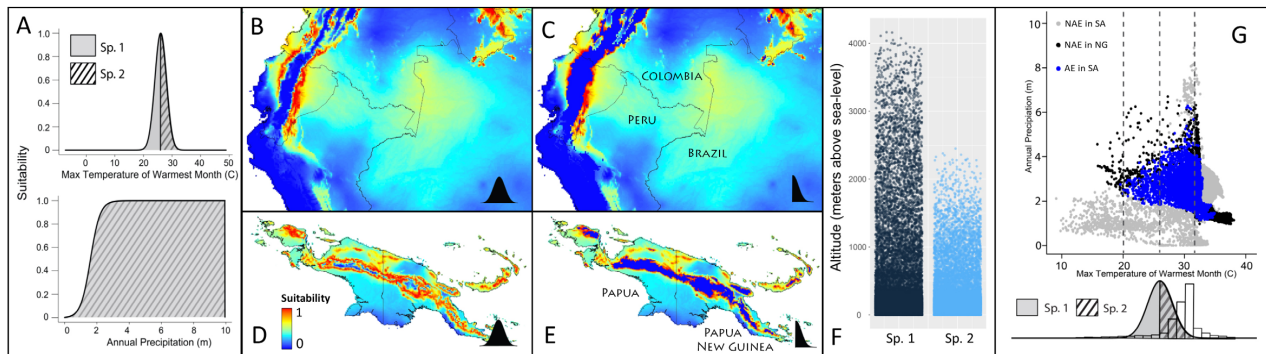 A
Sp. 1
Sp. 2
Suitability
1.0
0.8
0.6
0.4
0.2
0
0 10 20 30 40 50
Max Temperature of Warmest Month (C)
1.0
0.8
0.6
0.4
0.2
0
0 2 4 6 8 10
Annual Precipitation (m)
B
C
COLOMBIA
PERU
BRAZIL
D
Suitability
1
0
E
PAPUA
PAPUA
NEW GUINEA
F
Altitude (meters above sea-level)
4000
3000
2000
1000
0
Sp. 1 Sp. 2
G
NAE in SA
NAE in NG
AE in SA
Annual Precipiation (m)
10
8
6
4
2
0
10 20 30 40
Max Temperature of Warmest Month (C)
Sp. 1
Sp. 2